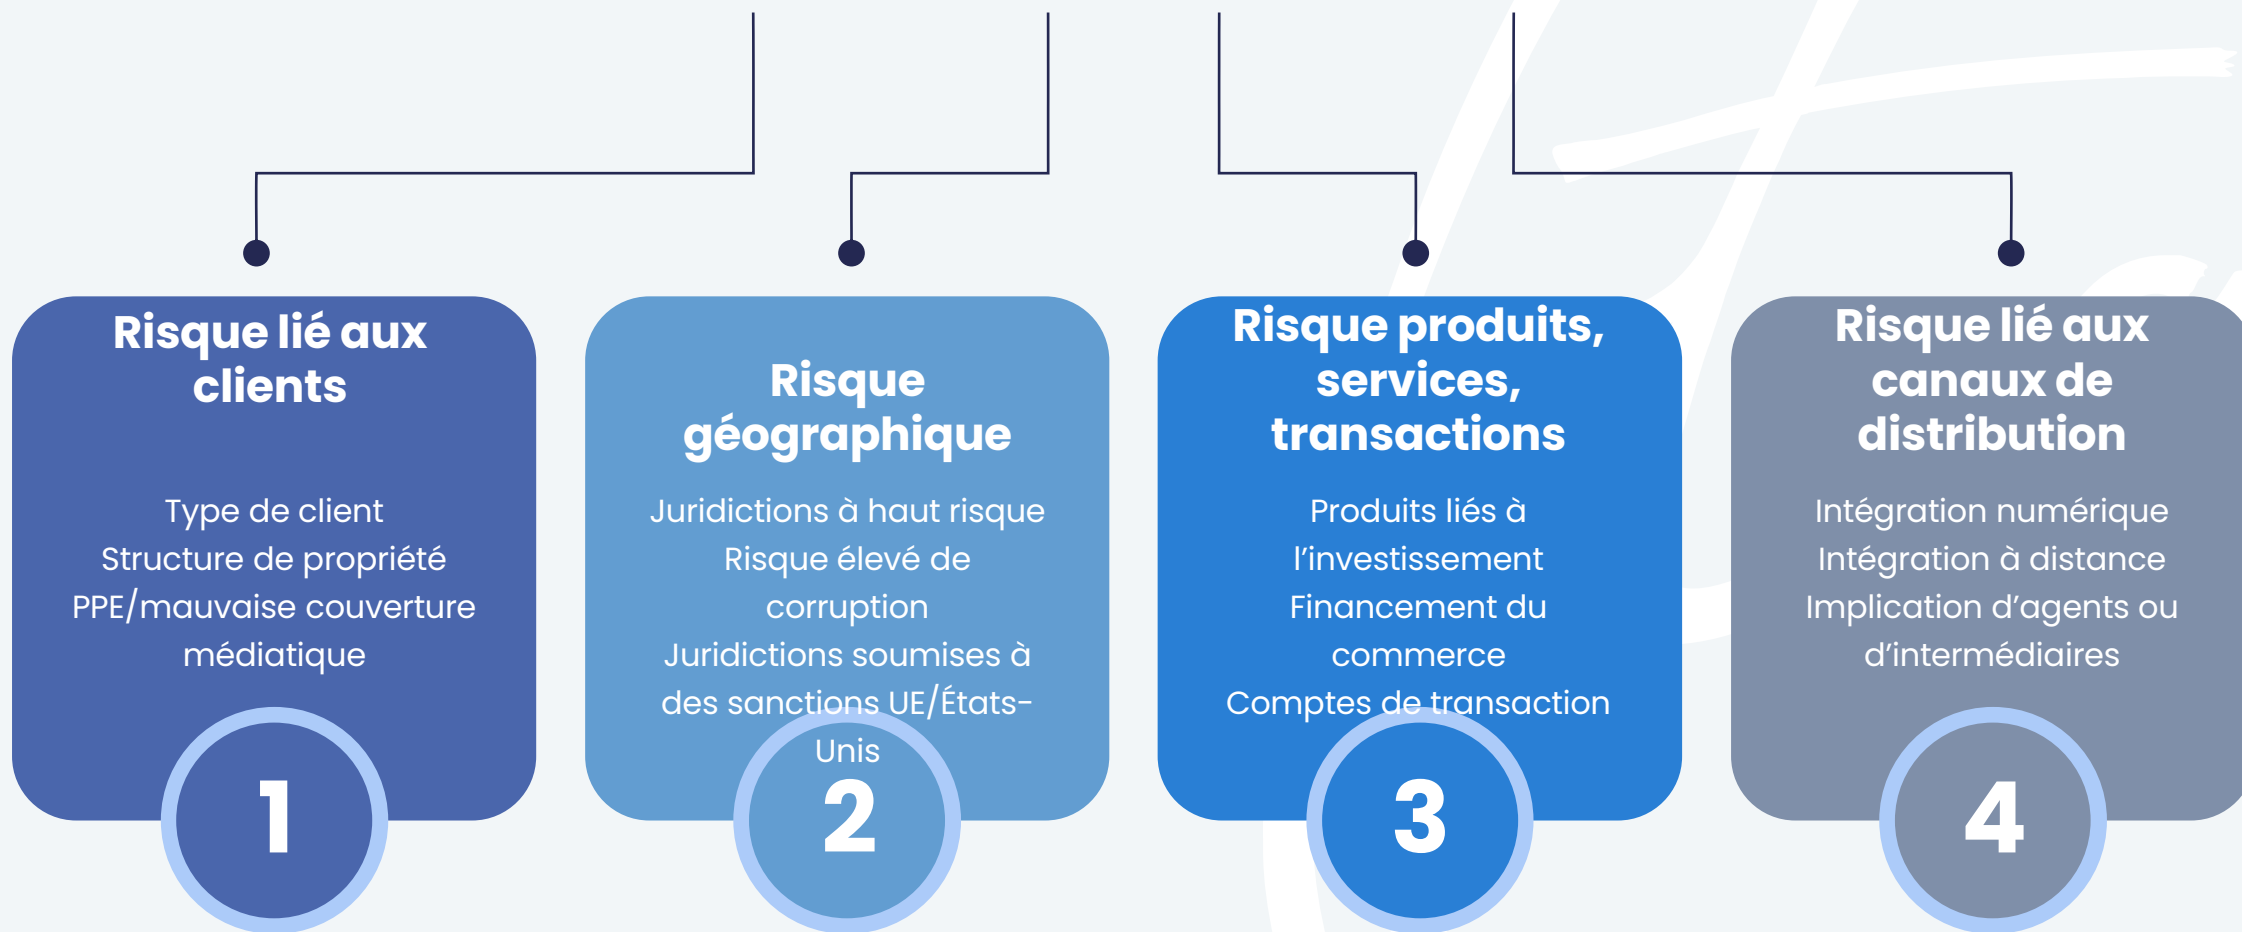 Risque lié aux
clients
Type de client
Structure de propriété
PPE/mauvaise couverture
médiatique
1
Risque
géographique
Juridictions à haut risque
Risque élevé de
corruption
Juridictions soumises à
des sanctions UE/États-
Unis
2
Risque produits,
services,
transactions
Produits liés à
l’investissement
Financement du
commerce
Comptes de transaction
3
Risque lié aux
canaux de
distribution
Intégration numérique
Intégration à distance
Implication d’agents ou
d’intermédiaires
4